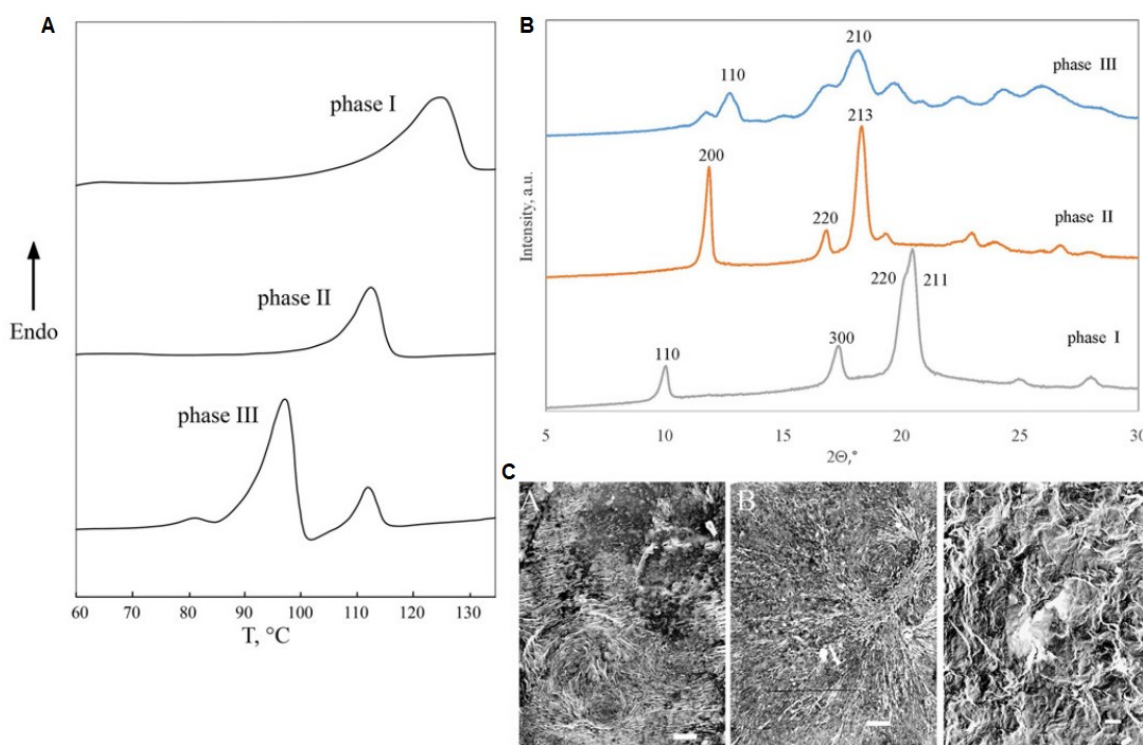 A
phase I
phase II
phase III
Endo
60 70 80 90 100 110 120 130
T, °C
B
210
110
phase III
213
200
220
phase II
220 211
300
110
phase I
Intensity, a.u.
5 10 15 20 25 30
2Θ,°
C
A B C